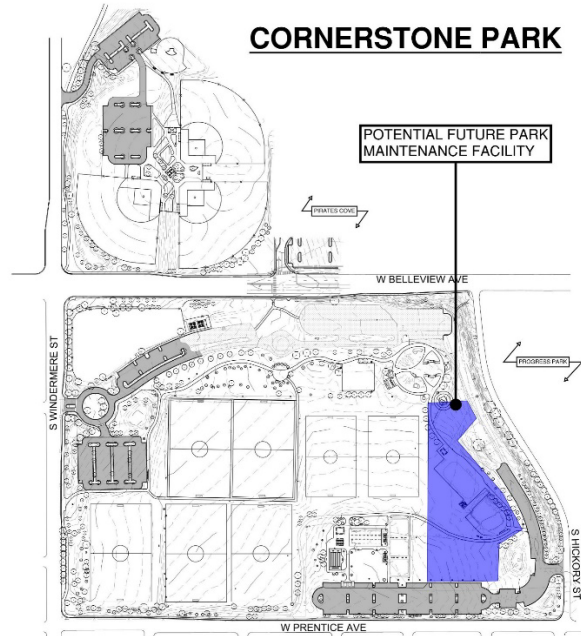 CORNERSTONE PARK
POTENTIAL FUTURE PARK
MAINTENANCE FACILITY
PIRATES COVE
W BELLEVIEW AVE
S WINDERMERE ST
PROGRESS PARK
S HICKORY ST
W PRENTICE AVE